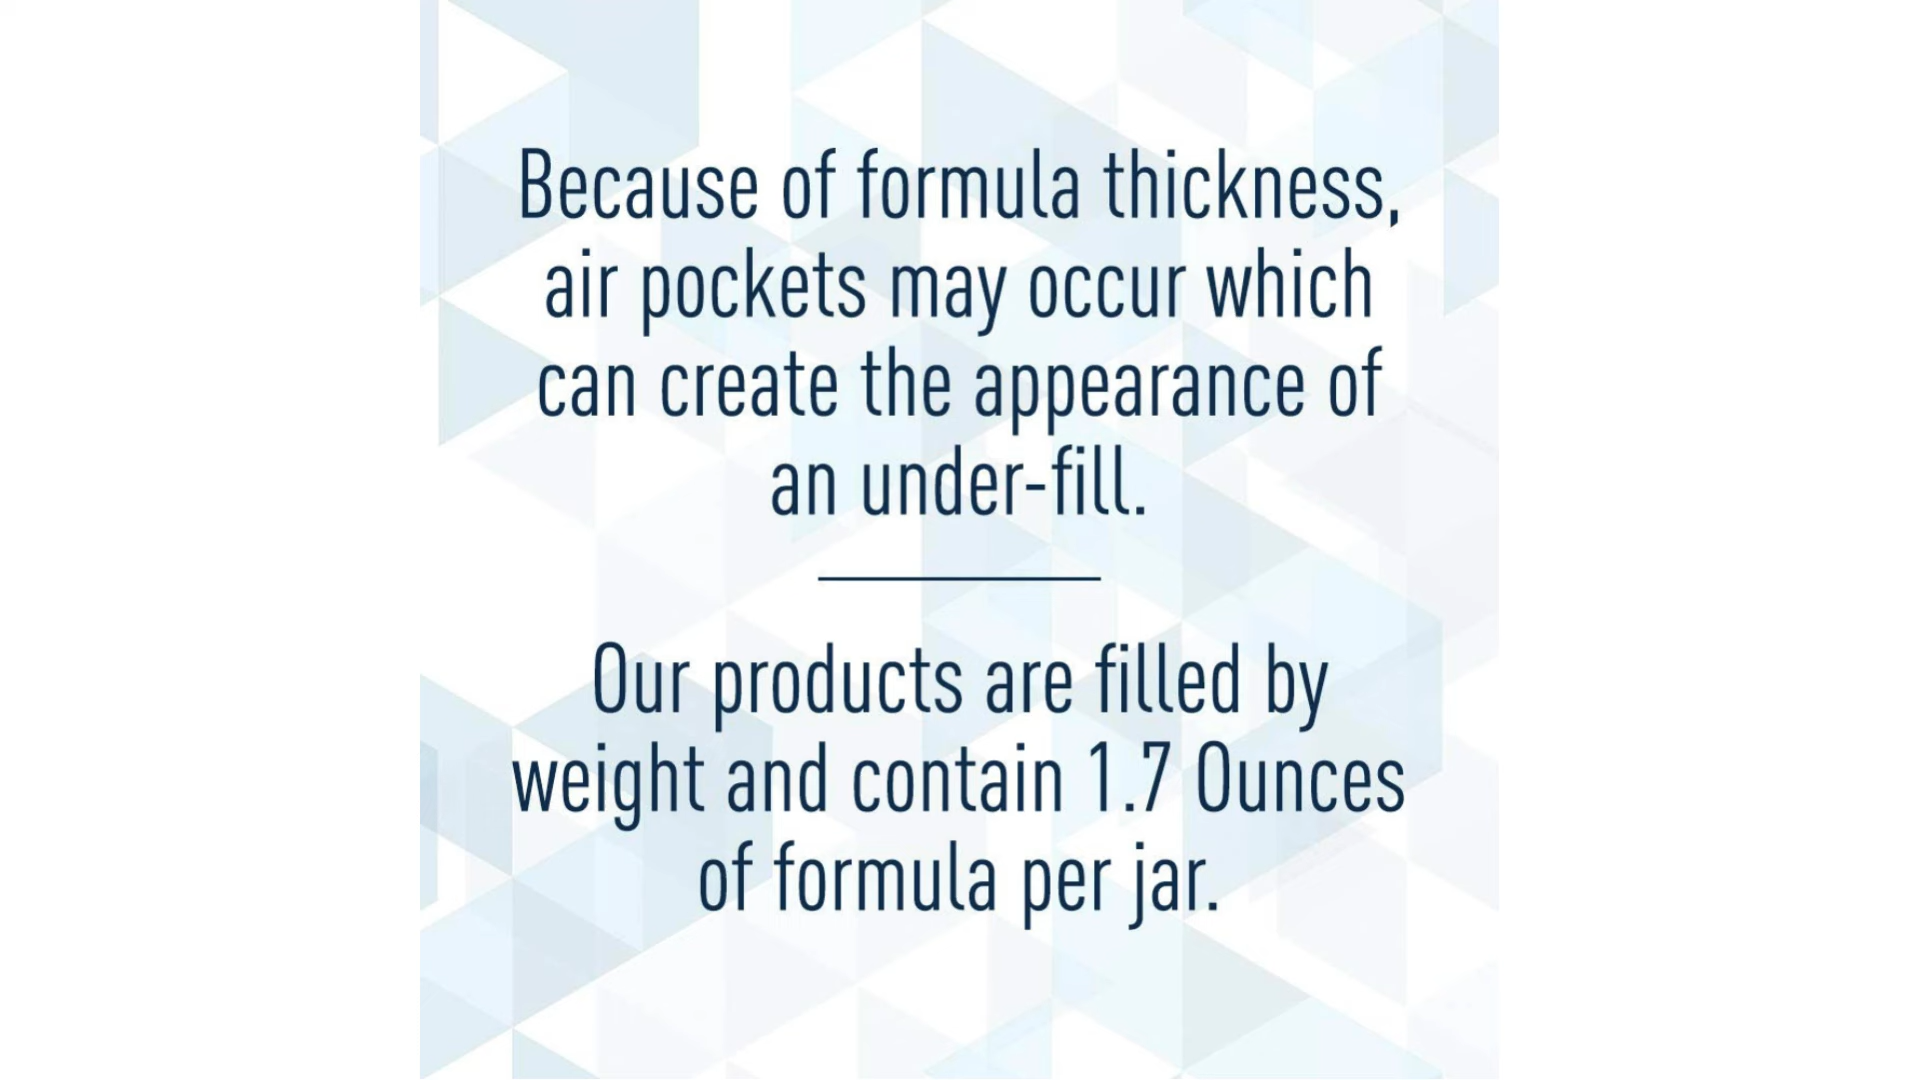 Because of formula thickness,
air pockets may occur which
can create the appearance of
an under-fill.
Our products are filled by
weight and contain 1.7 Ounces
of formula per jar.